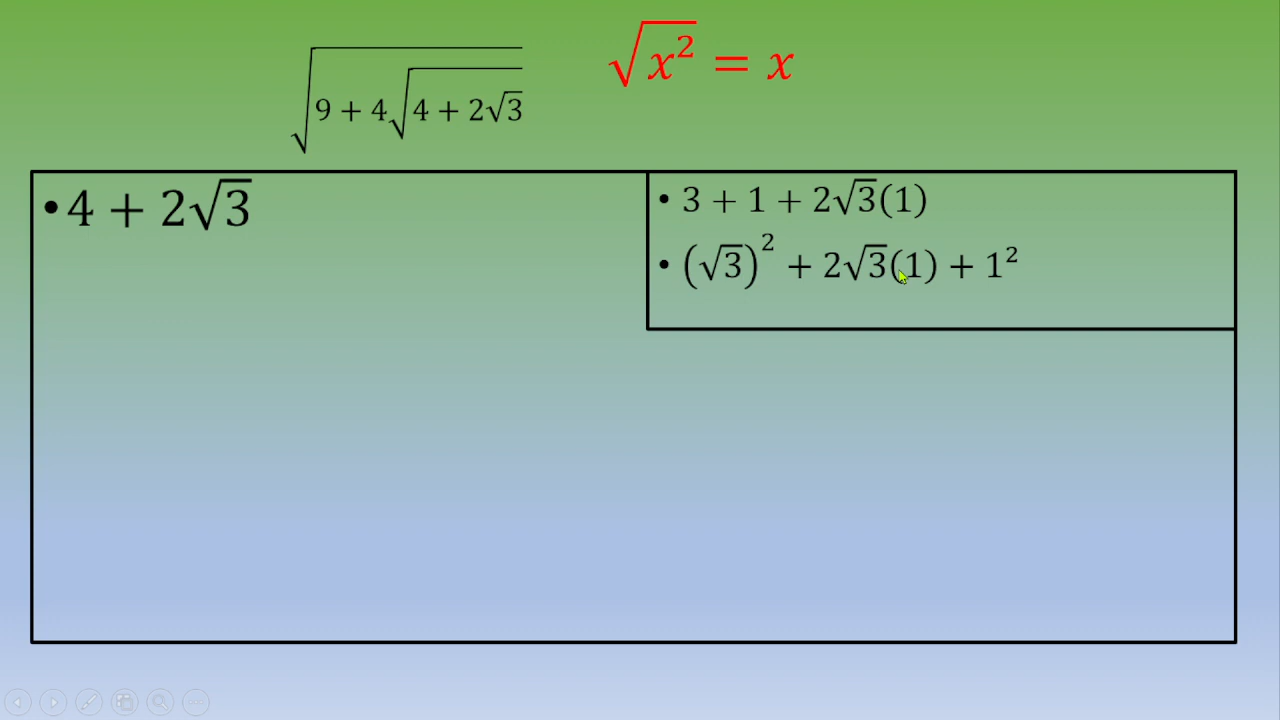 √(9 + 4√(4 + 2√3))
√(x²) = x
• 4 + 2√3
• 3 + 1 + 2√3(1)
• (√3)² + 2√3(1) + 1²